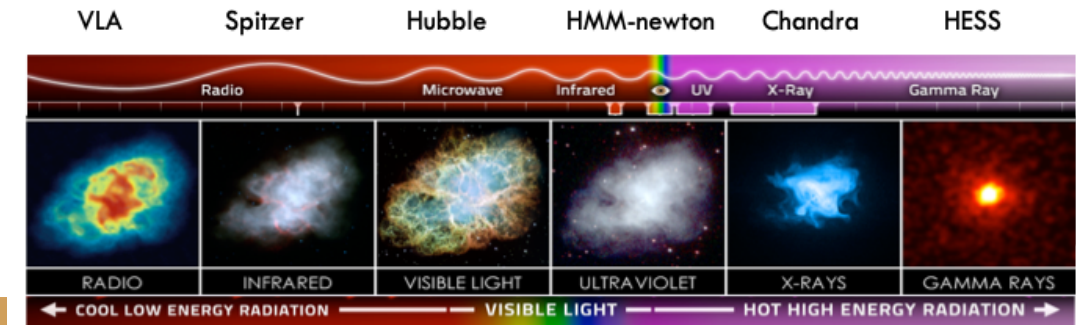 VLA Spitzer Hubble HMM-newton Chandra HESS
Radio Microwave Infrared UV X-Ray Gamma Ray
RADIO INFRARED VISIBLE LIGHT ULTRAVIOLET X-RAYS GAMMA RAYS
COOL LOW ENERGY RADIATION VISIBLE LIGHT HOT HIGH ENERGY RADIATION